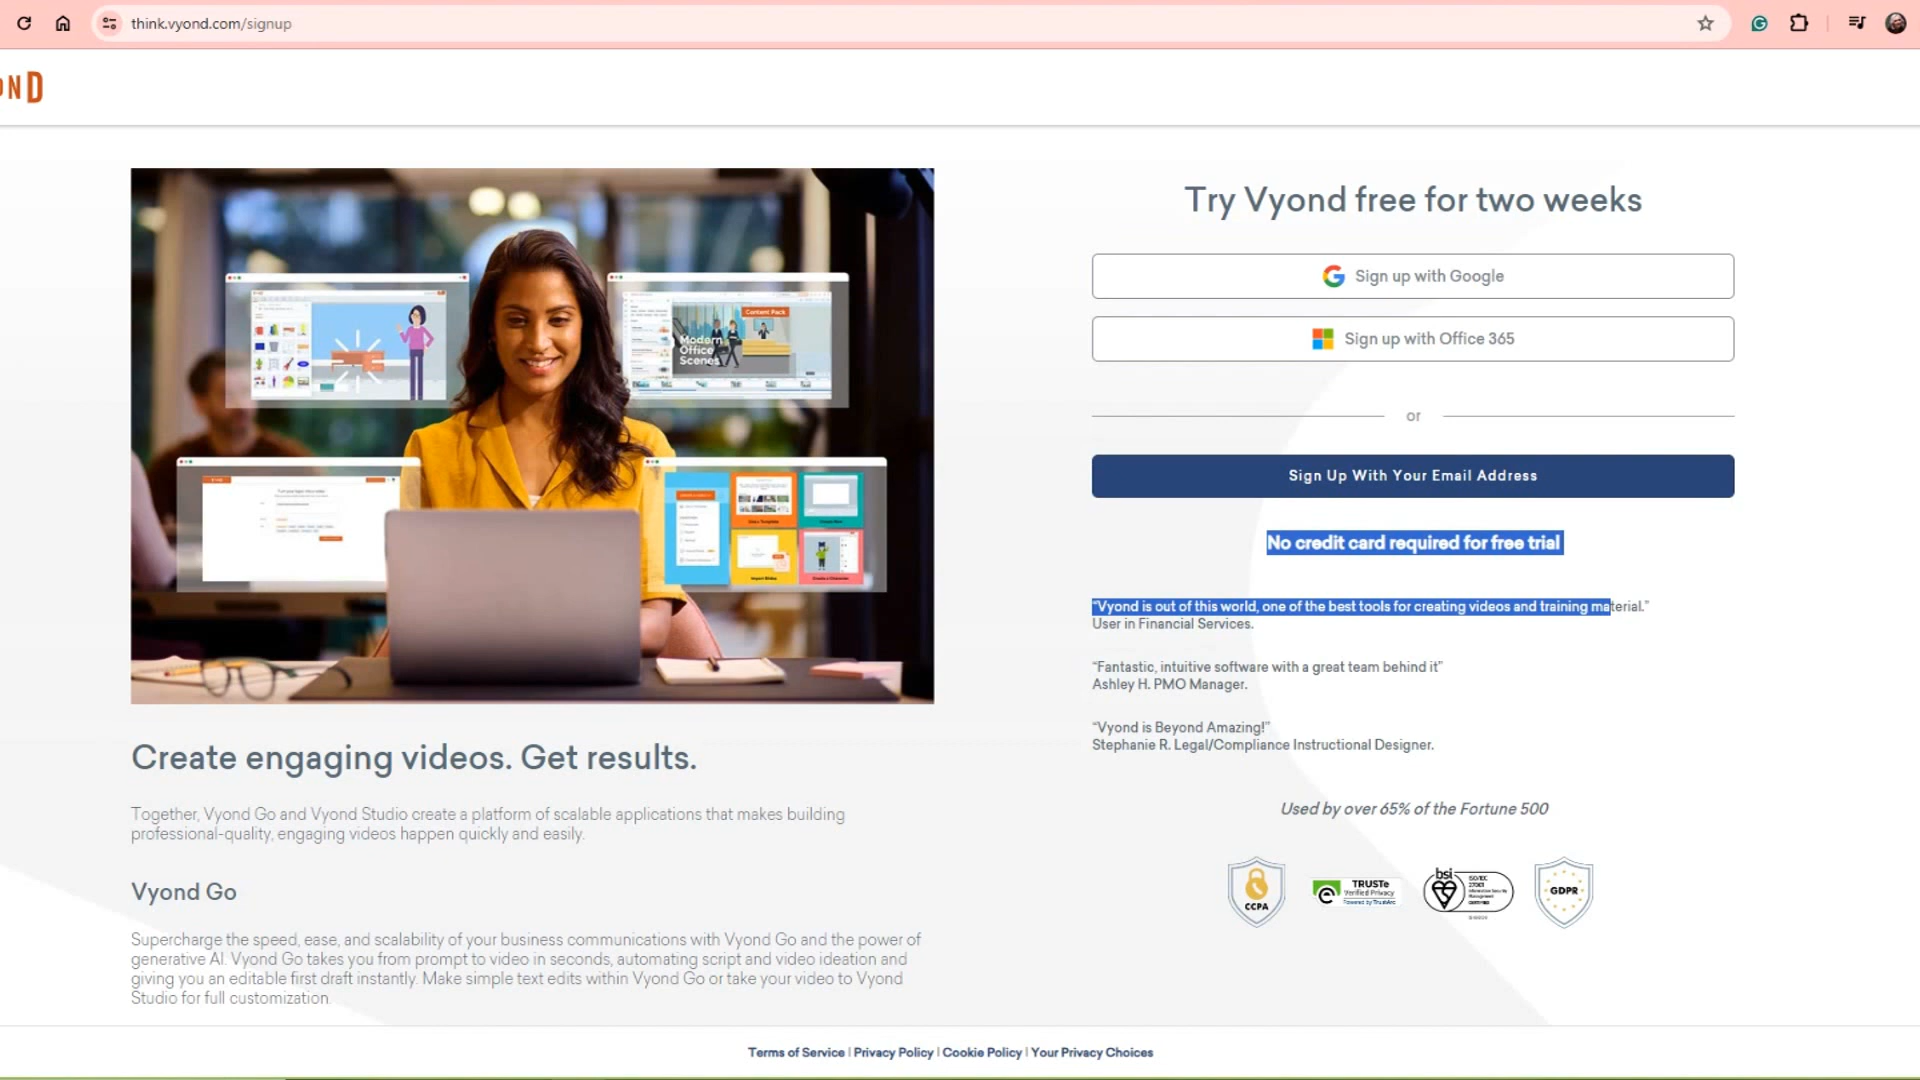 think.vyond.com/signup
OND
Try Vyond free for two weeks
Sign up with Google
Sign up with Office 365
or
Sign Up With Your Email Address
No credit card required for free trial
“Vyond is out of this world, one of the best tools for creating videos and training material.”
User in Financial Services.
“Fantastic, intuitive software with a great team behind it”
Ashley H. PMO Manager.
“Vyond is Beyond Amazing!”
Stephanie R. Legal/Compliance Instructional Designer.
Used by over 65% of the Fortune 500
CCPA
TRUSTe
Verified Privacy
Powered by TrustArc
bsi
ISO/IEC
27001
GDPR
Content Pack
Modern
Office
Scenes
Create engaging videos. Get results.
Together, Vyond Go and Vyond Studio create a platform of scalable applications that makes building
professional-quality, engaging videos happen quickly and easily.
Vyond Go
Supercharge the speed, ease, and scalability of your business communications with Vyond Go and the power of
generative AI. Vyond Go takes you from prompt to video in seconds, automating script and video ideation and
giving you an editable first draft instantly. Make simple text edits within Vyond Go or take your video to Vyond
Studio for full customization.
Terms of Service | Privacy Policy | Cookie Policy | Your Privacy Choices